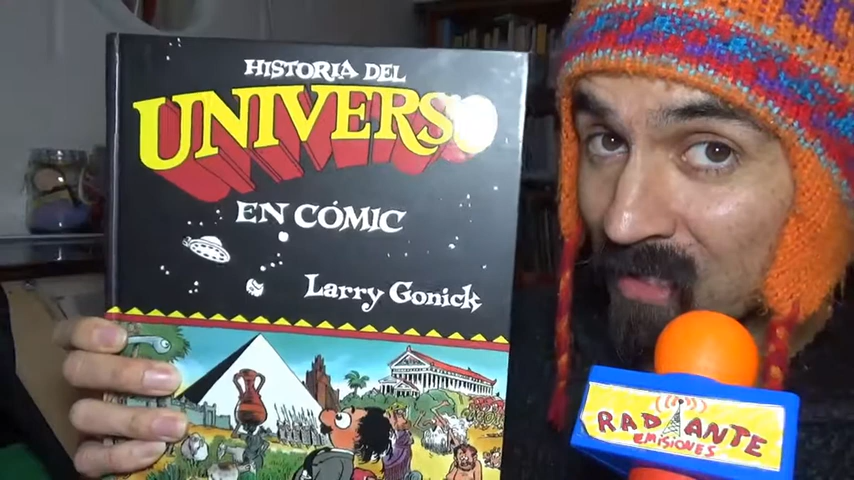 HISTORIA DEL
UNIVERSO
EN CÓMIC
Larry Gonick
RADIANTE
Emisiones